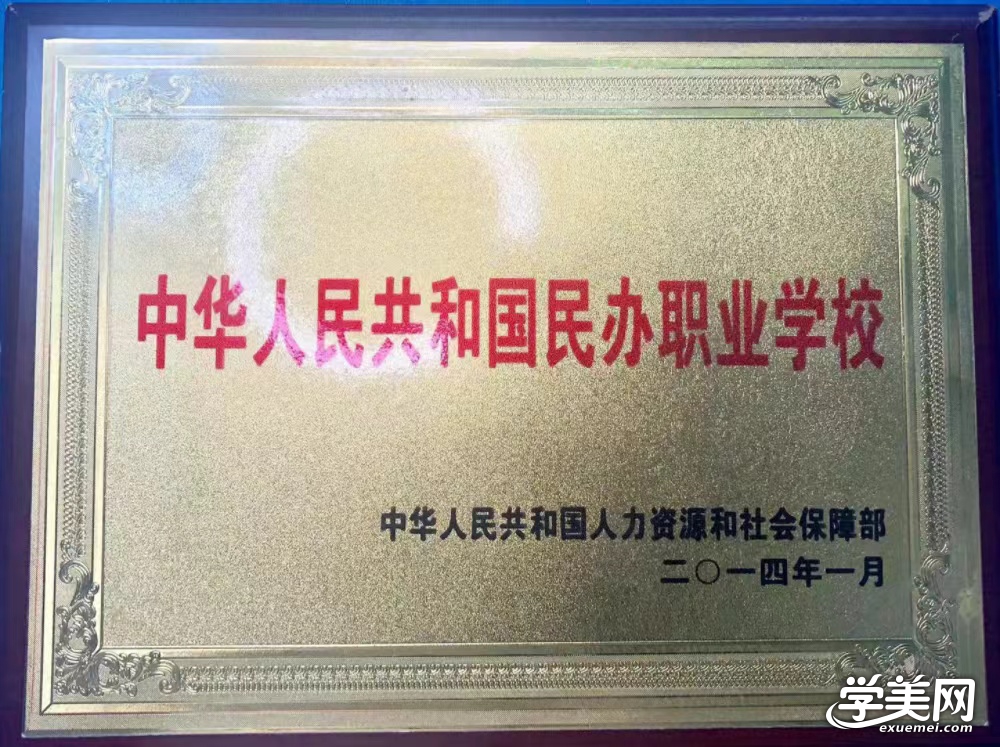 中华人民共和国民办职业学校
中华人民共和国人力资源和社会保障部
二〇一四年一月
学美网
exuemei.com